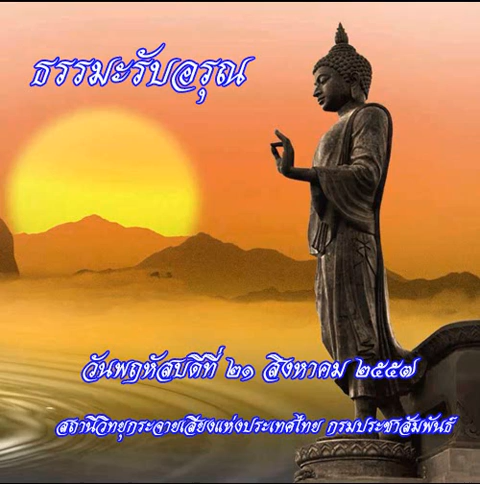 ธรรมะรับอรุณ
วันพฤหัสบดีที่ ๒๑ สิงหาคม ๒๕๕๗
สถานีวิทยุกระจายเสียงแห่งประเทศไทย กรมประชาสัมพันธ์